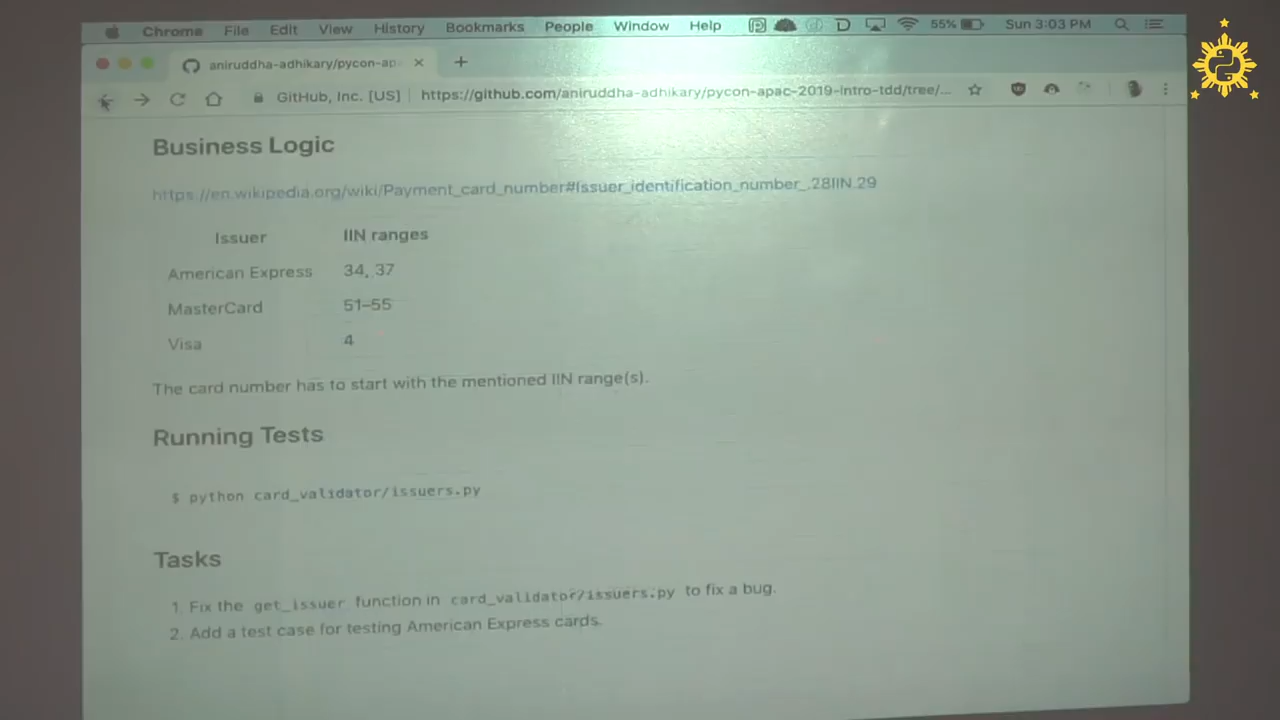 Chrome File Edit View History Bookmarks People Window Help 55% Sun 3:03 PM
aniruddha-adhikary/pycon-ap
GitHub, Inc. [US] https://github.com/aniruddha-adhikary/pycon-apac-2019-intro-tdd/tree/...
Business Logic
https://en.wikipedia.org/wiki/Payment_card_number#Issuer_identification_number_.28IIN.29
Issuer IIN ranges
American Express 34, 37
MasterCard 51–55
Visa 4
The card number has to start with the mentioned IIN range(s).
Running Tests
$ python card_validator/issuers.py
Tasks
1. Fix the get_issuer function in card_validator/issuers.py to fix a bug.
2. Add a test case for testing American Express cards.